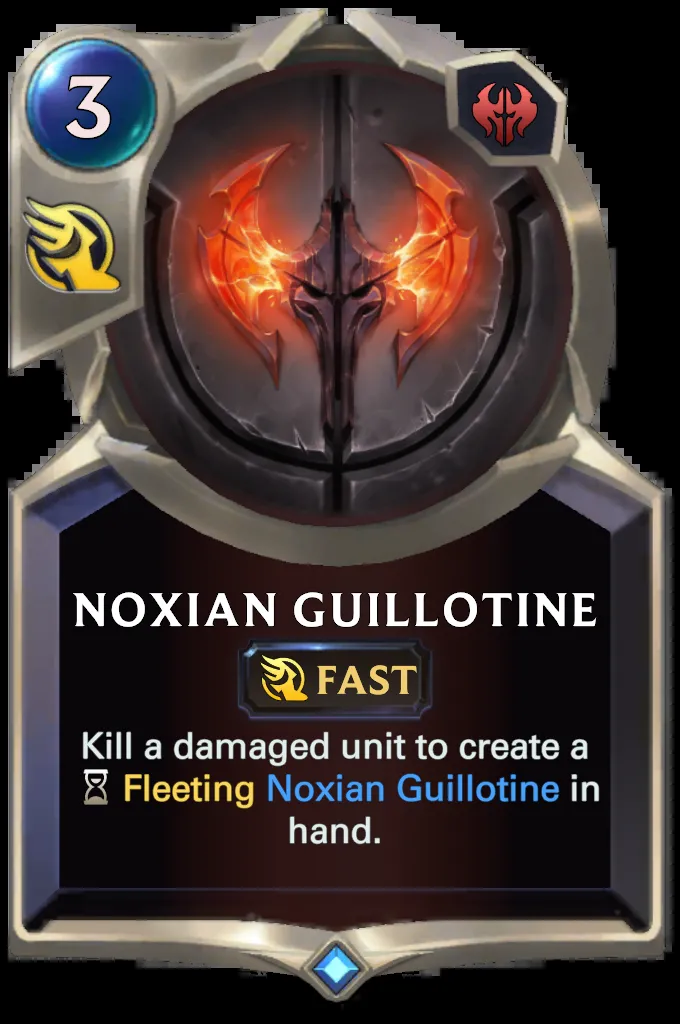 3
NOXIAN GUILLOTINE
FAST
Kill a damaged unit to create a
Fleeting Noxian Guillotine in
hand.